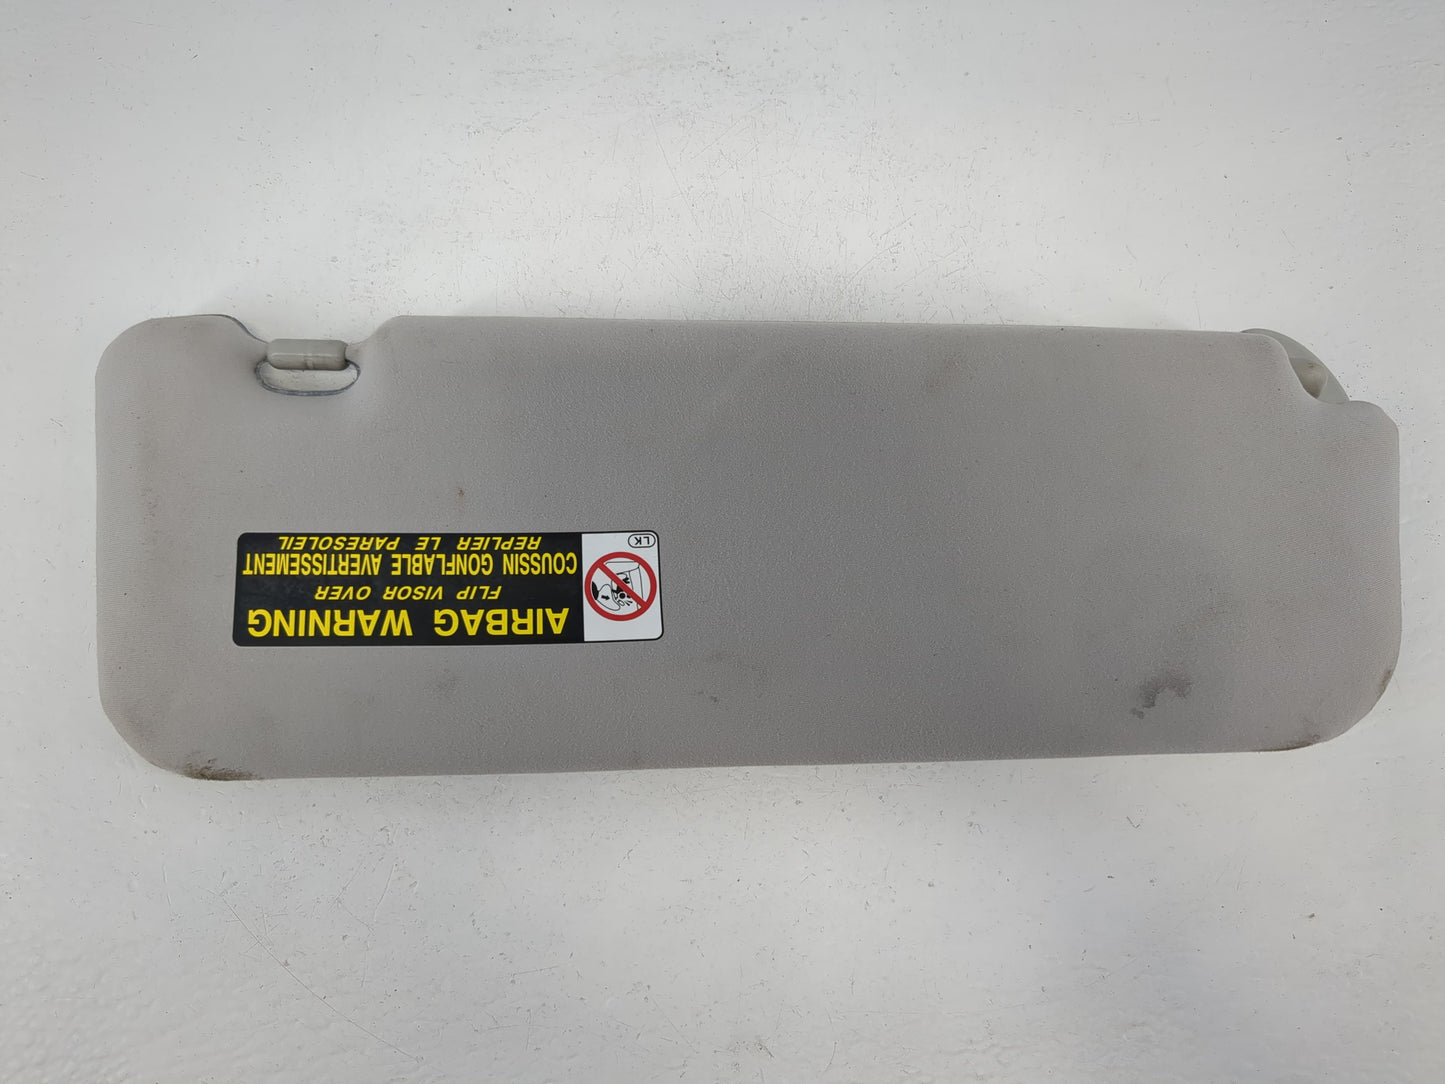 AIRBAG WARNING
FLIP VISOR OVER
COUSSIN GONFLABLE AVERTISSEMENT
REPLIER LE PARESOLEIL
LK